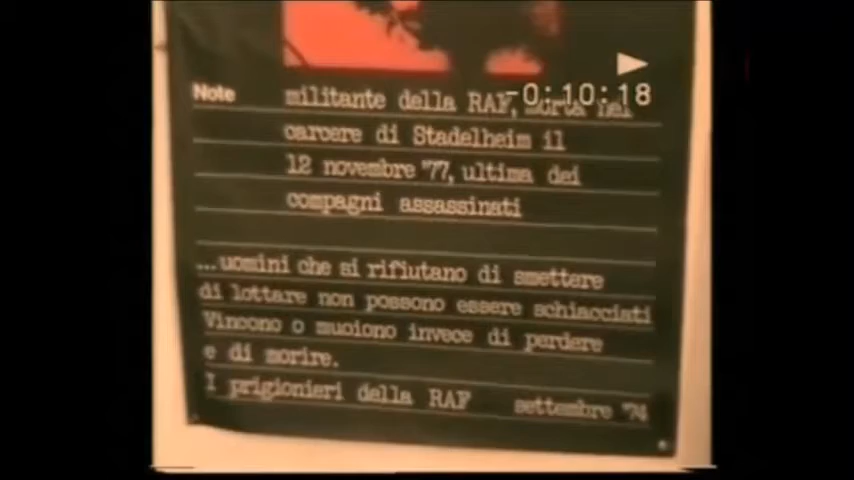 -0:10:18
Note militante della RAF, morta nel
carcere di Stadelheim il
12 novembre '77, ultima dei
compagni assassinati
...uomini che si rifiutano di smettere
di lottare non possono essere schiacciati
Vincono o muoiono invece di perdere
e di morire.
I prigionieri della RAF settembre '74